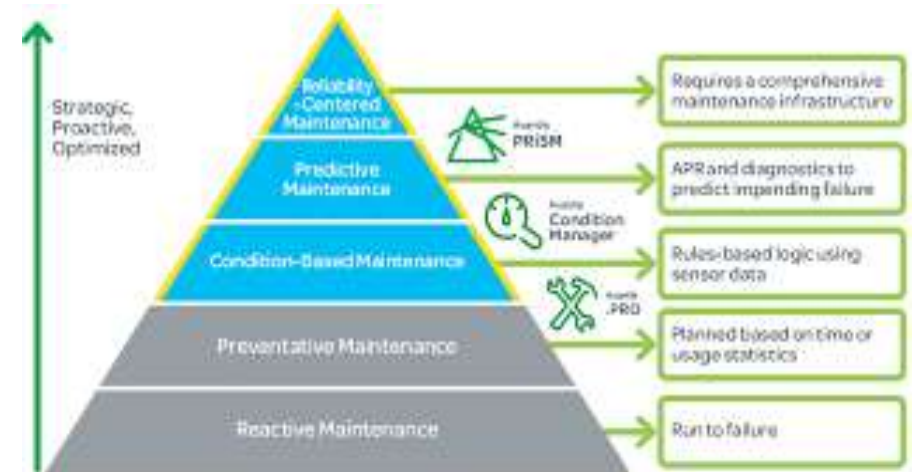 Strategic,
Proactive,
Optimized
Reliability
-Centered
Maintenance
Predictive
Maintenance
Condition-Based Maintenance
Preventative Maintenance
Reactive Maintenance
PRiSM
Condition
Manager
.PRO
Requires a comprehensive
maintenance infrastructure
APR and diagnostics to
predict impending failure
Rules-based logic using
sensor data
Planned based on time or
usage statistics
Run to failure